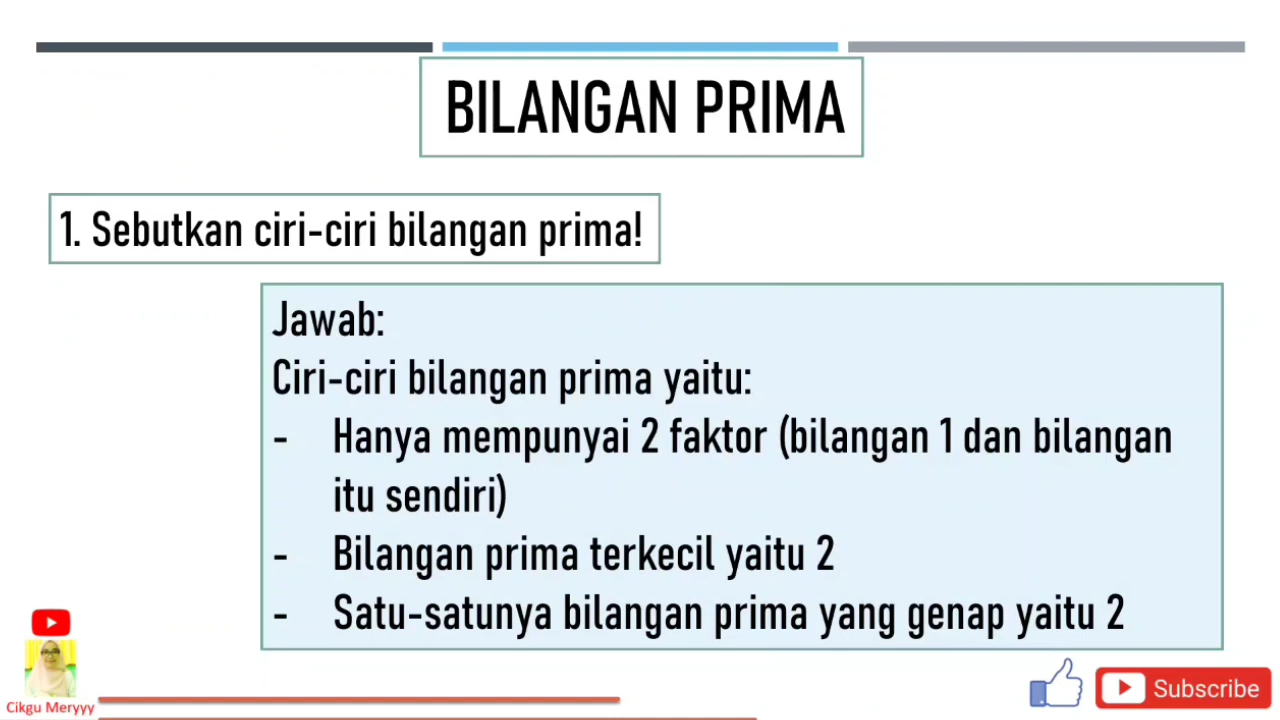 BILANGAN PRIMA
1. Sebutkan ciri-ciri bilangan prima!
Jawab:
Ciri-ciri bilangan prima yaitu:
- Hanya mempunyai 2 faktor (bilangan 1 dan bilangan
itu sendiri)
- Bilangan prima terkecil yaitu 2
- Satu-satunya bilangan prima yang genap yaitu 2
Cikgu Meryyy
Subscribe